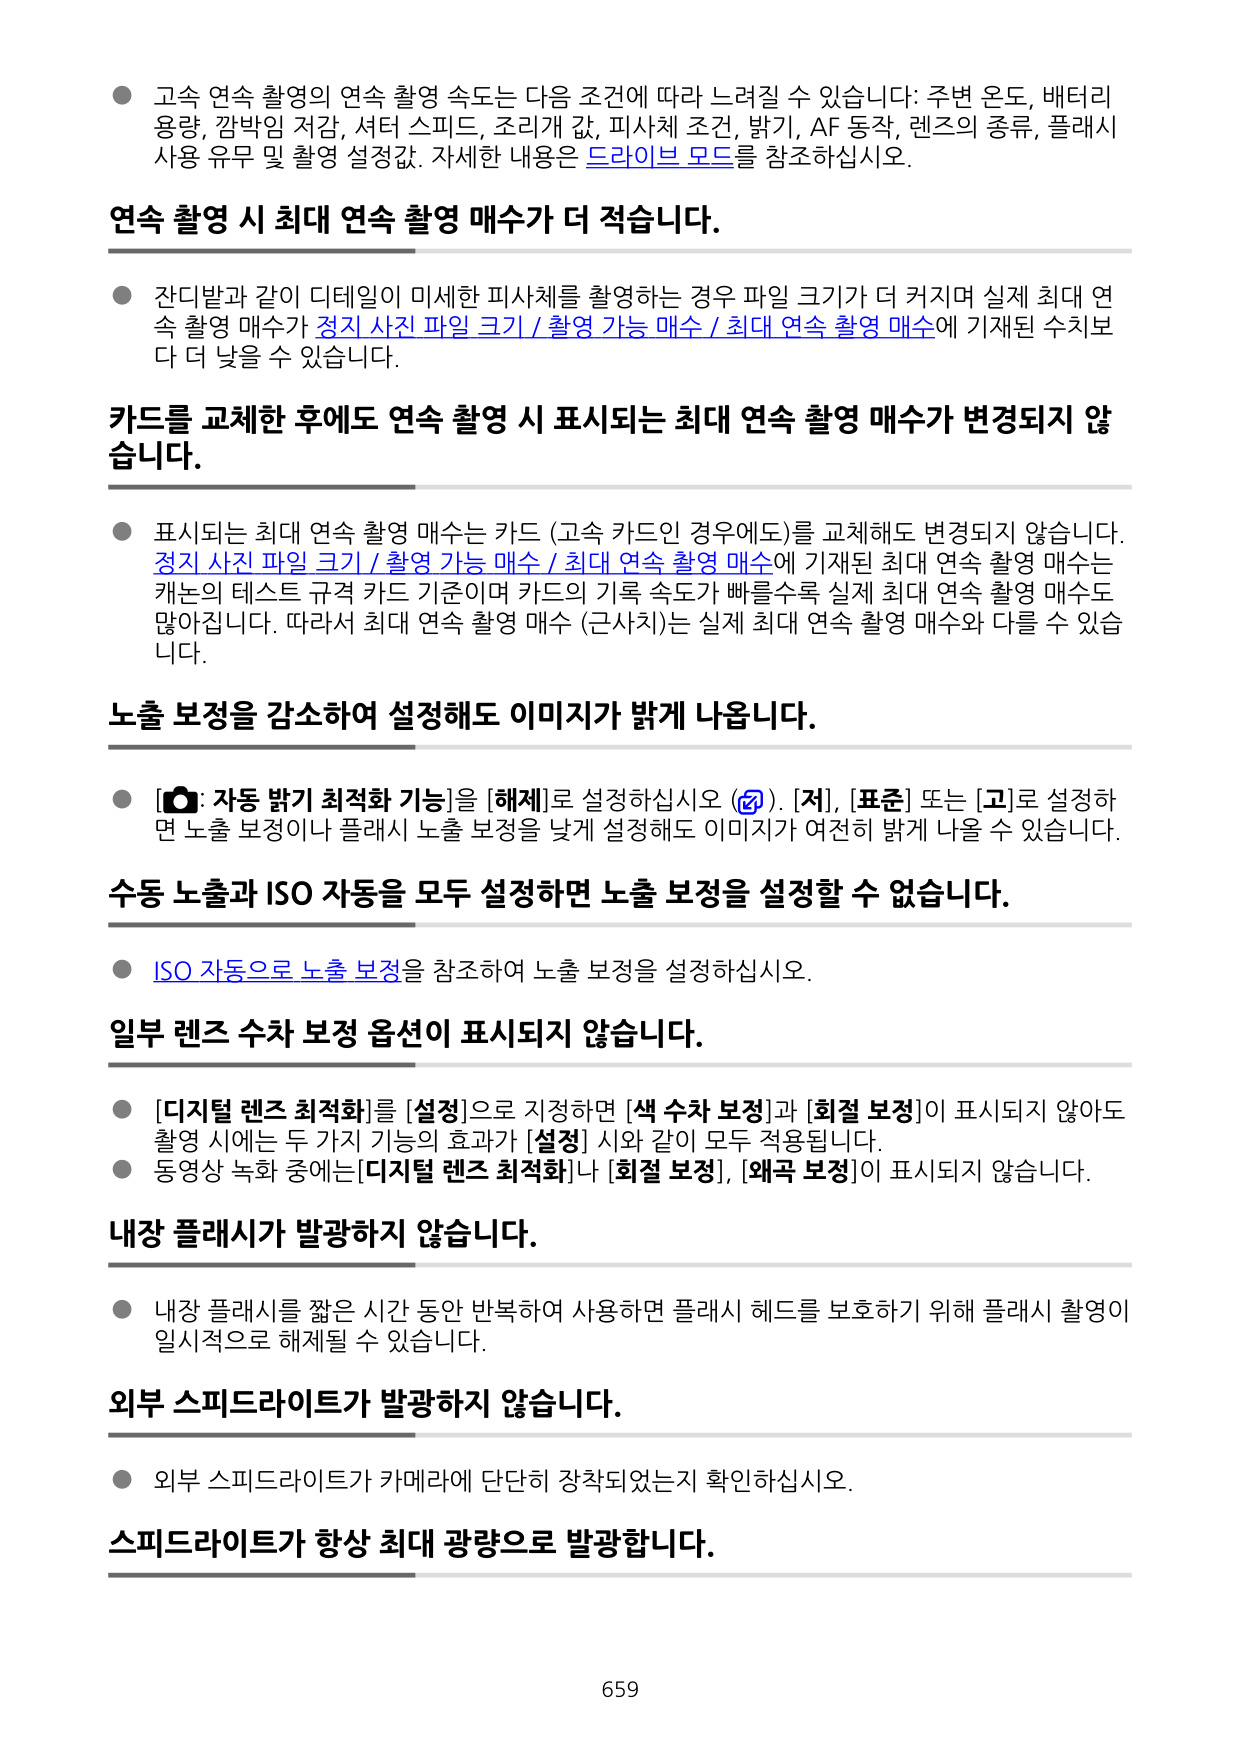 ● 고속 연속 촬영의 연속 촬영 속도는 다음 조건에 따라 느려질 수 있습니다: 주변 온도, 배터리
용량, 깜박임 저감, 셔터 스피드, 조리개 값, 피사체 조건, 밝기, AF 동작, 렌즈의 종류, 플래시
사용 유무 및 촬영 설정값. 자세한 내용은 드라이브 모드를 참조하십시오.
연속 촬영 시 최대 연속 촬영 매수가 더 적습니다.
● 잔디밭과 같이 디테일이 미세한 피사체를 촬영하는 경우 파일 크기가 더 커지며 실제 최대 연
속 촬영 매수가 정지 사진 파일 크기 / 촬영 가능 매수 / 최대 연속 촬영 매수에 기재된 수치보
다 더 낮을 수 있습니다.
카드를 교체한 후에도 연속 촬영 시 표시되는 최대 연속 촬영 매수가 변경되지 않
습니다.
● 표시되는 최대 연속 촬영 매수는 카드 (고속 카드인 경우에도)를 교체해도 변경되지 않습니다.
정지 사진 파일 크기 / 촬영 가능 매수 / 최대 연속 촬영 매수에 기재된 최대 연속 촬영 매수는
캐논의 테스트 규격 카드 기준이며 카드의 기록 속도가 빠를수록 실제 최대 연속 촬영 매수도
많아집니다. 따라서 최대 연속 촬영 매수 (근사치)는 실제 최대 연속 촬영 매수와 다를 수 있습
니다.
노출 보정을 감소하여 설정해도 이미지가 밝게 나옵니다.
● [: 자동 밝기 최적화 기능]을 [해제]로 설정하십시오 (). [저], [표준] 또는 [고]로 설정하
면 노출 보정이나 플래시 노출 보정을 낮게 설정해도 이미지가 여전히 밝게 나올 수 있습니다.
수동 노출과 ISO 자동을 모두 설정하면 노출 보정을 설정할 수 없습니다.
● ISO 자동으로 노출 보정을 참조하여 노출 보정을 설정하십시오.
일부 렌즈 수차 보정 옵션이 표시되지 않습니다.
● [디지털 렌즈 최적화]를 [설정]으로 지정하면 [색 수차 보정]과 [회절 보정]이 표시되지 않아도
촬영 시에는 두 가지 기능의 효과가 [설정] 시와 같이 모두 적용됩니다.
● 동영상 녹화 중에는[디지털 렌즈 최적화]나 [회절 보정], [왜곡 보정]이 표시되지 않습니다.
내장 플래시가 발광하지 않습니다.
● 내장 플래시를 짧은 시간 동안 반복하여 사용하면 플래시 헤드를 보호하기 위해 플래시 촬영이
일시적으로 해제될 수 있습니다.
외부 스피드라이트가 발광하지 않습니다.
● 외부 스피드라이트가 카메라에 단단히 장착되었는지 확인하십시오.
스피드라이트가 항상 최대 광량으로 발광합니다.
659